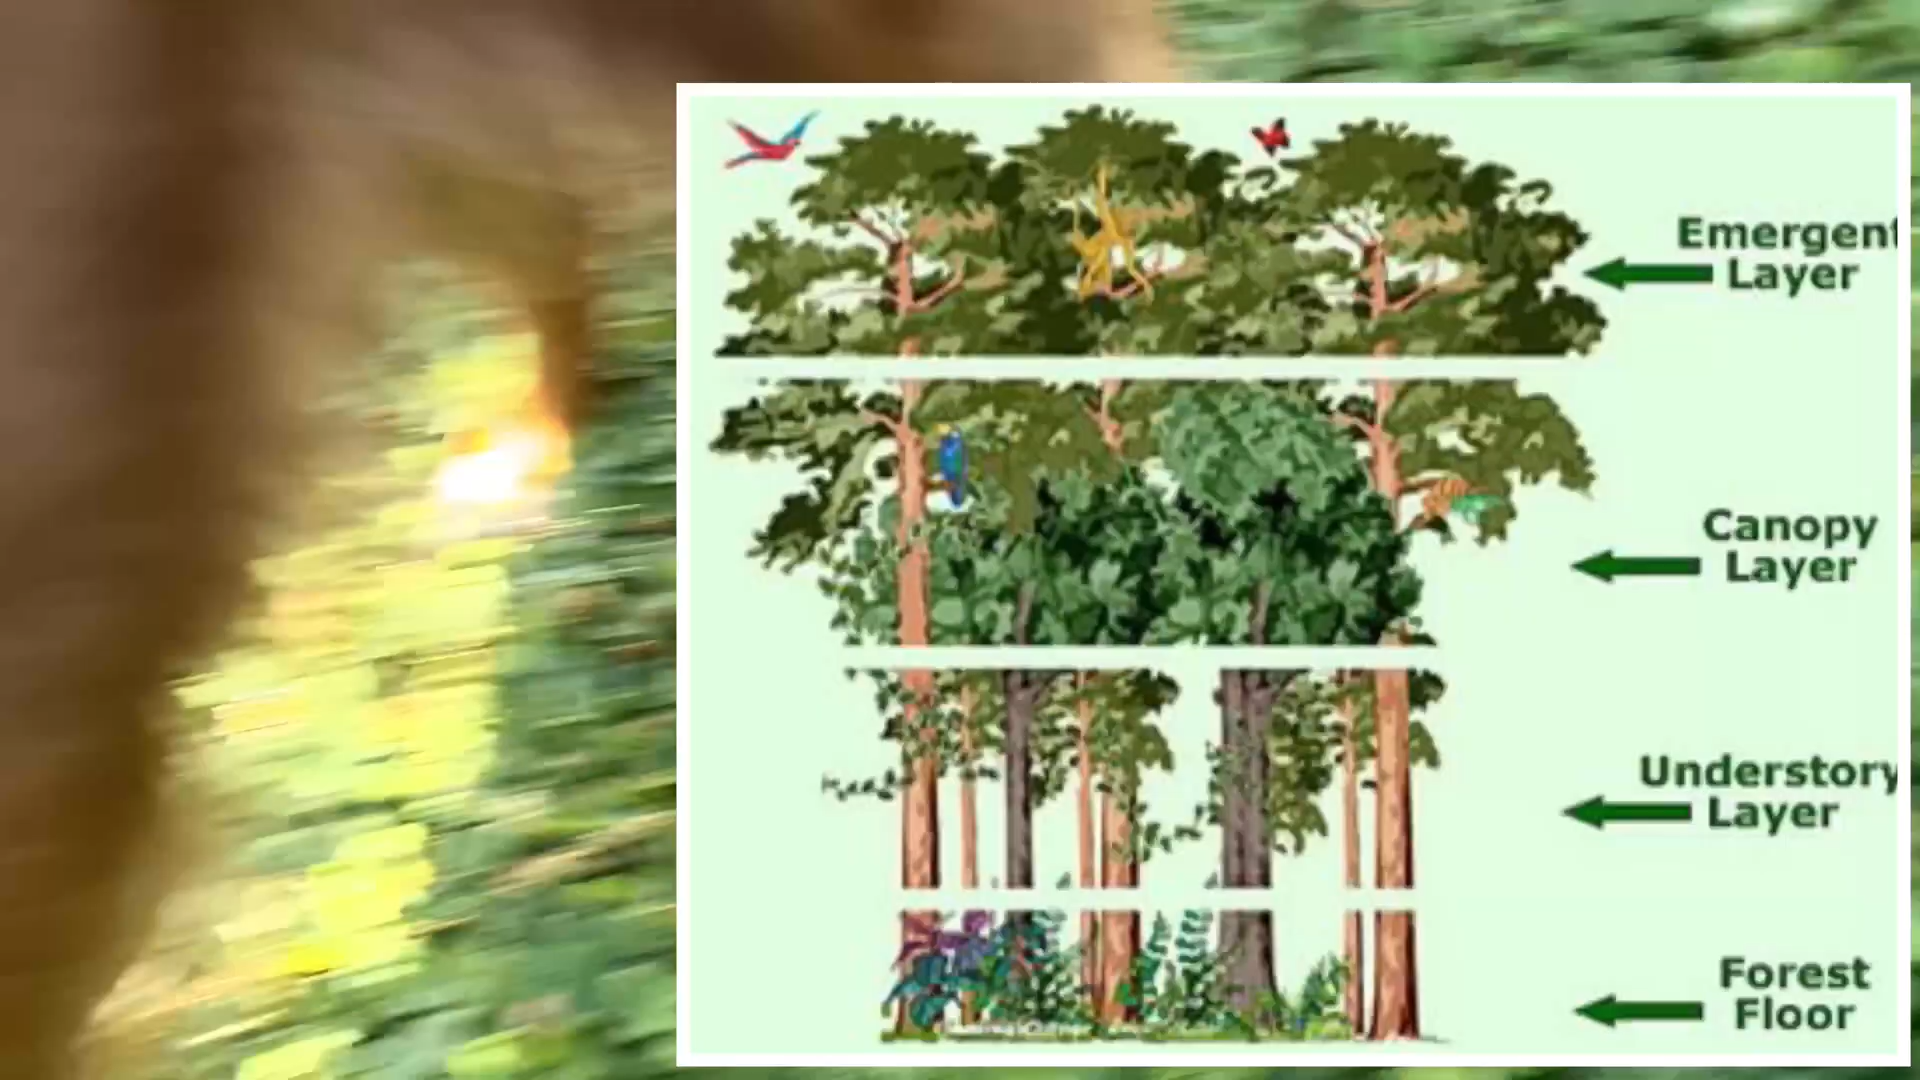 Emergent
Layer
Canopy
Layer
Understory
Layer
Forest
Floor